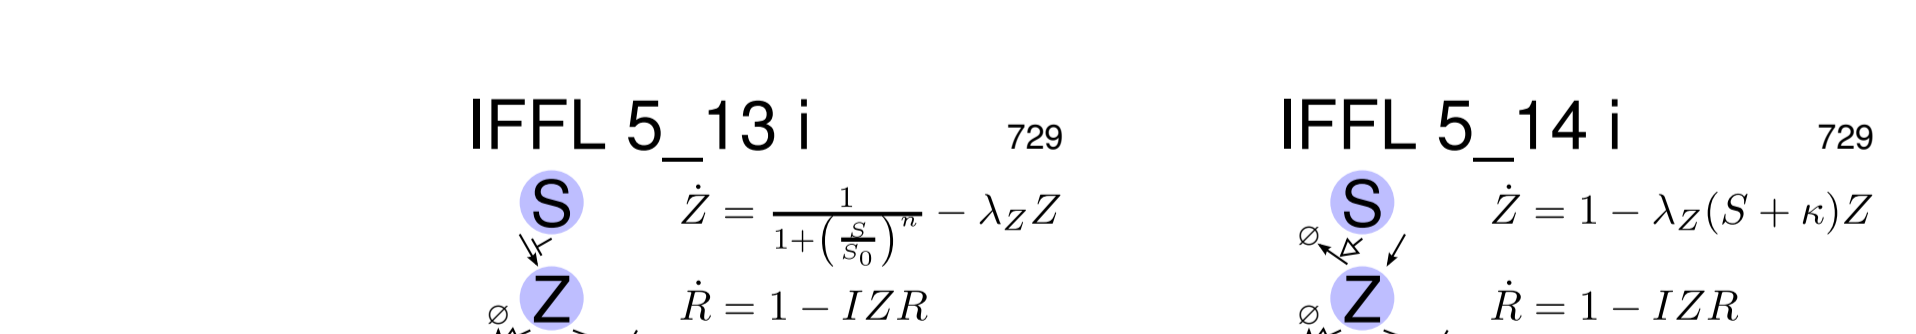 IFFL 5_13 i 729
S Ż = 1/(1+(S/S₀)ⁿ) − λ_Z Z
Z Ṙ = 1 − IZR
∅
IFFL 5_14 i 729
S Ż = 1 − λ_Z(S + κ)Z
∅
Z Ṙ = 1 − IZR
∅